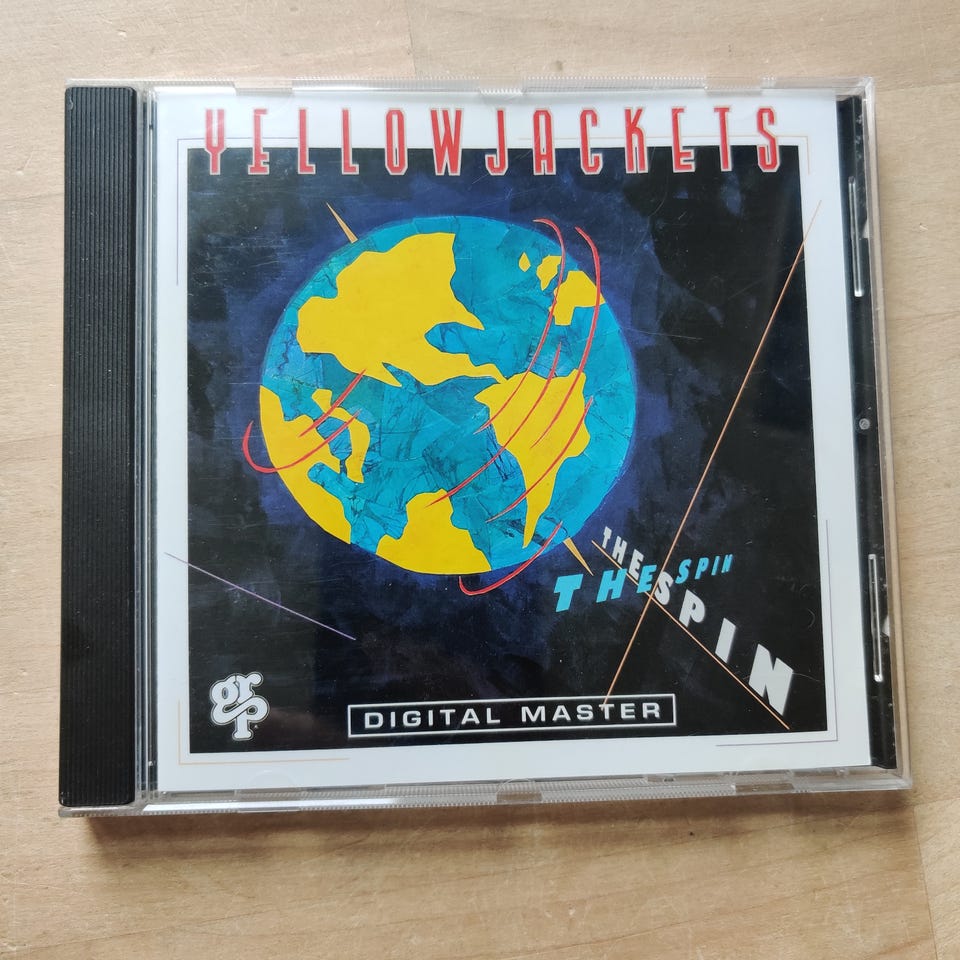 YELLOWJACKETS
THE SPIN
THE SPIN
grp
DIGITAL MASTER